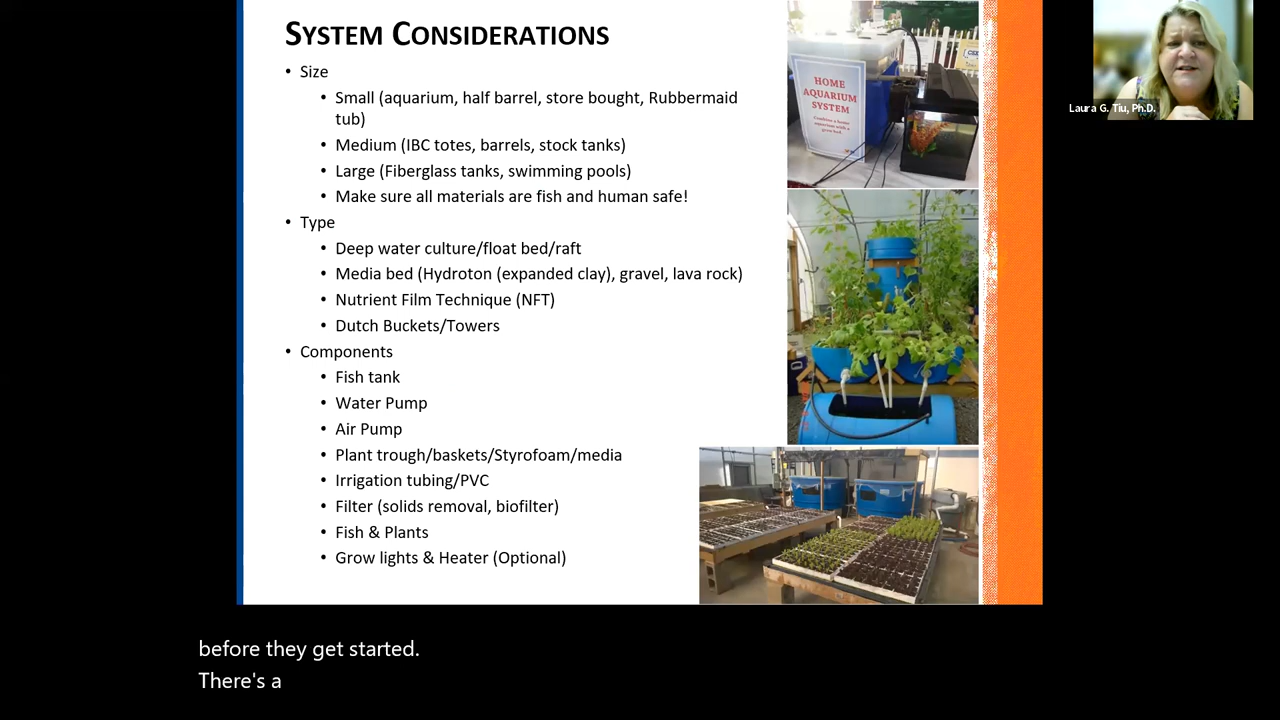 SYSTEM CONSIDERATIONS
• Size
• Small (aquarium, half barrel, store bought, Rubbermaid
tub)
• Medium (IBC totes, barrels, stock tanks)
• Large (Fiberglass tanks, swimming pools)
• Make sure all materials are fish and human safe!
• Type
• Deep water culture/float bed/raft
• Media bed (Hydroton (expanded clay), gravel, lava rock)
• Nutrient Film Technique (NFT)
• Dutch Buckets/Towers
• Components
• Fish tank
• Water Pump
• Air Pump
• Plant trough/baskets/Styrofoam/media
• Irrigation tubing/PVC
• Filter (solids removal, biofilter)
• Fish & Plants
• Grow lights & Heater (Optional)
HOME
AQUARIUM
SYSTEM
Laura G. Tiu, Ph.D.
before they get started.
There's a